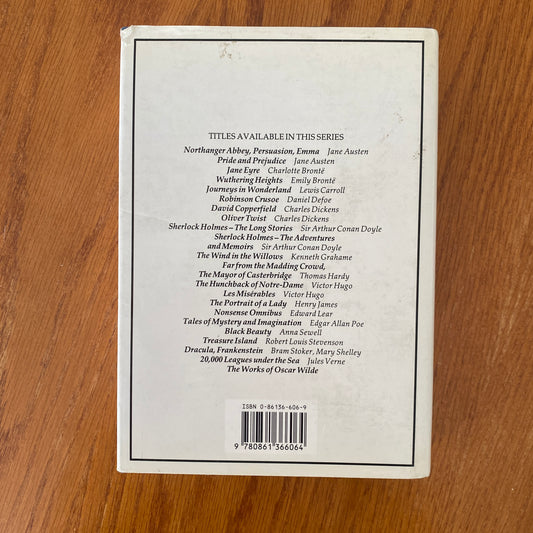 TITLES AVAILABLE IN THIS SERIES
Northanger Abbey, Persuasion, Emma Jane Austen
Pride and Prejudice Jane Austen
Jane Eyre Charlotte Brontë
Wuthering Heights Emily Brontë
Journeys in Wonderland Lewis Carroll
Robinson Crusoe Daniel Defoe
David Copperfield Charles Dickens
Oliver Twist Charles Dickens
Sherlock Holmes – The Long Stories Sir Arthur Conan Doyle
Sherlock Holmes – The Adventures
and Memoirs Sir Arthur Conan Doyle
The Wind in the Willows Kenneth Grahame
Far from the Madding Crowd,
The Mayor of Casterbridge Thomas Hardy
The Hunchback of Notre-Dame Victor Hugo
Les Misérables Victor Hugo
The Portrait of a Lady Henry James
Nonsense Omnibus Edward Lear
Tales of Mystery and Imagination Edgar Allan Poe
Black Beauty Anna Sewell
Treasure Island Robert Louis Stevenson
Dracula, Frankenstein Bram Stoker, Mary Shelley
20,000 Leagues under the Sea Jules Verne
The Works of Oscar Wilde
ISBN 0-86136-606-9
9 780861 366064